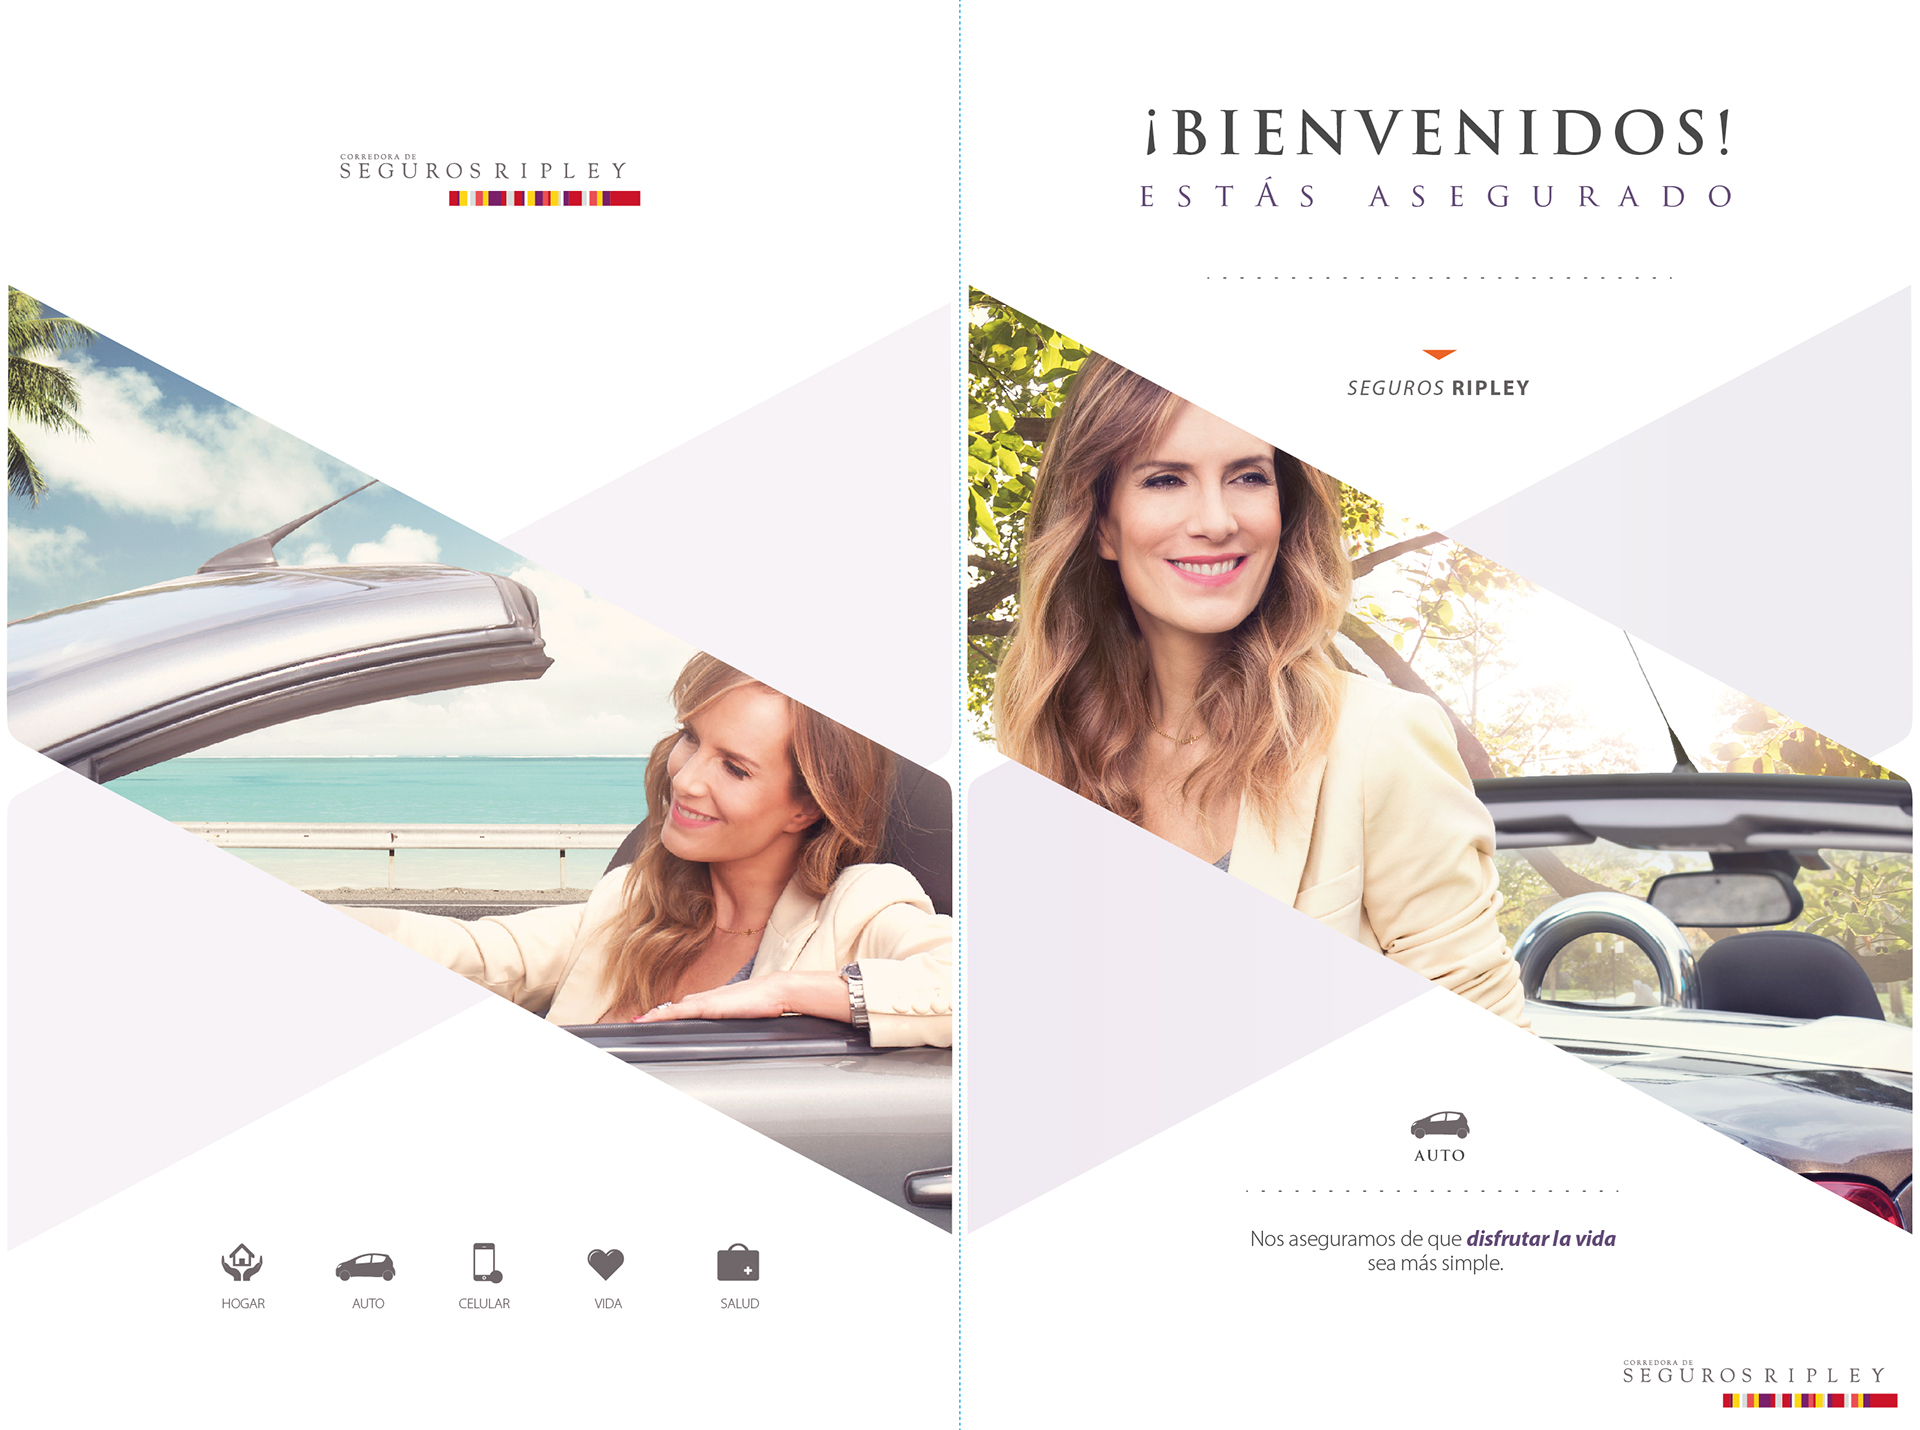 CORREDORA DE
SEGUROS RIPLEY
HOGAR
AUTO
CELULAR
VIDA
SALUD
¡BIENVENIDOS!
ESTÁS ASEGURADO
SEGUROS RIPLEY
AUTO
Nos aseguramos de que disfrutar la vida
sea más simple.
CORREDORA DE
SEGUROS RIPLEY